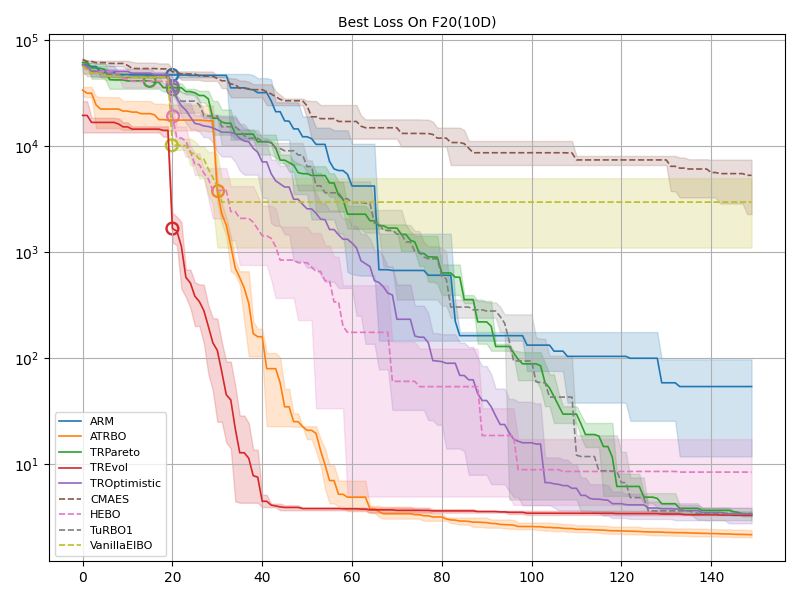 Best Loss On F20(10D)
10^5
10^4
10^3
10^2
10^1
ARM
ATRBO
TRPareto
TREvol
TROptimistic
CMAES
HEBO
TuRBO1
VanillaEIBO
0 20 40 60 80 100 120 140